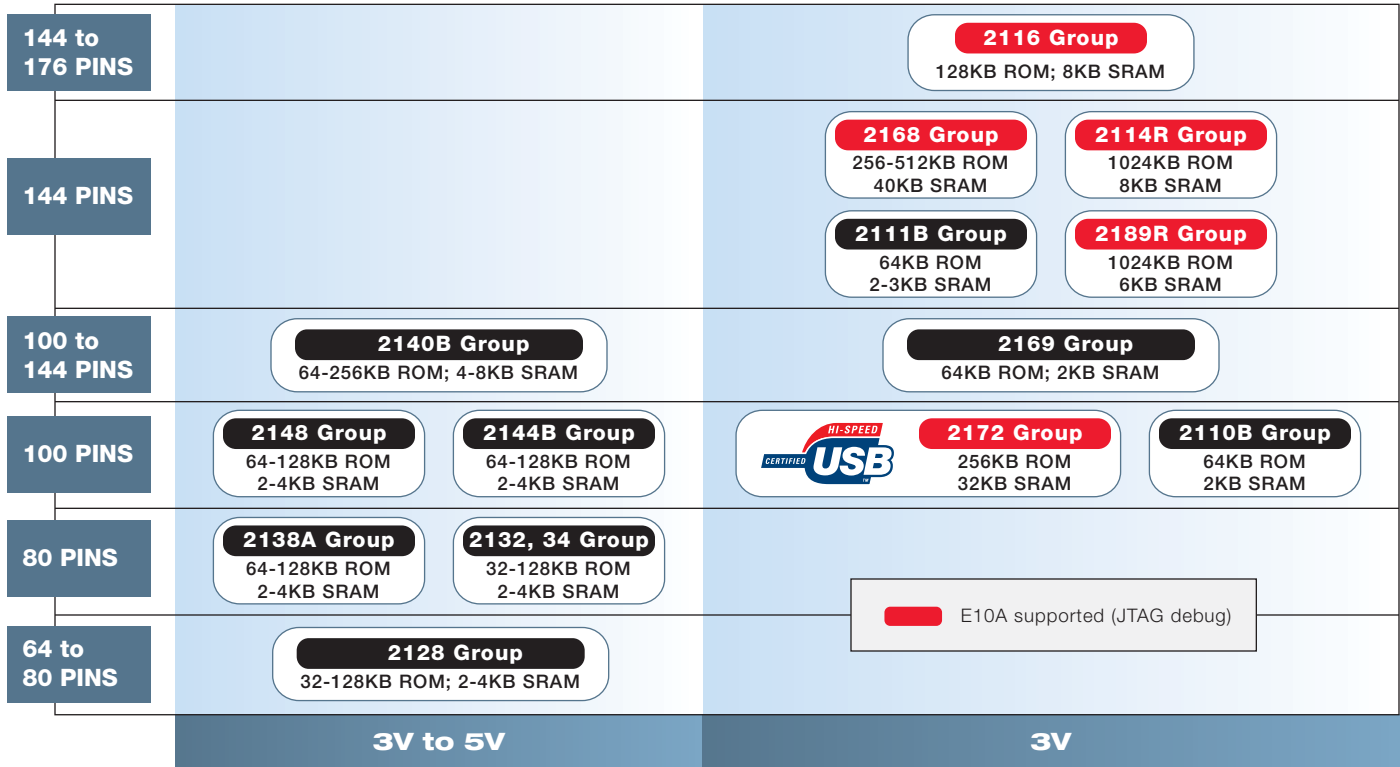 144 to
176 PINS
2116 Group
128KB ROM; 8KB SRAM
144 PINS
2168 Group
256-512KB ROM
40KB SRAM
2114R Group
1024KB ROM
8KB SRAM
2111B Group
64KB ROM
2-3KB SRAM
2189R Group
1024KB ROM
6KB SRAM
100 to
144 PINS
2140B Group
64-256KB ROM; 4-8KB SRAM
2169 Group
64KB ROM; 2KB SRAM
100 PINS
2148 Group
64-128KB ROM
2-4KB SRAM
2144B Group
64-128KB ROM
2-4KB SRAM
HI-SPEED
CERTIFIED
USB
TM
2172 Group
256KB ROM
32KB SRAM
2110B Group
64KB ROM
2KB SRAM
80 PINS
2138A Group
64-128KB ROM
2-4KB SRAM
2132, 34 Group
32-128KB ROM
2-4KB SRAM
E10A supported (JTAG debug)
64 to
80 PINS
2128 Group
32-128KB ROM; 2-4KB SRAM
3V to 5V
3V